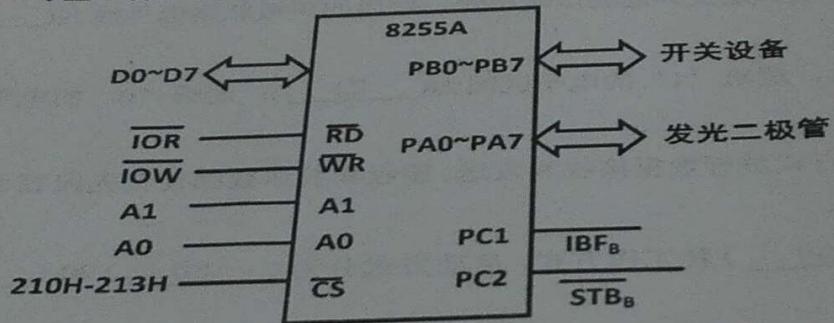 8255A
D0~D7
PB0~PB7
开关设备
IOR
RD
PA0~PA7
发光二极管
IOW
WR
A1
A1
A0
A0
PC1
IBFB
210H-213H
CS
PC2
STBB